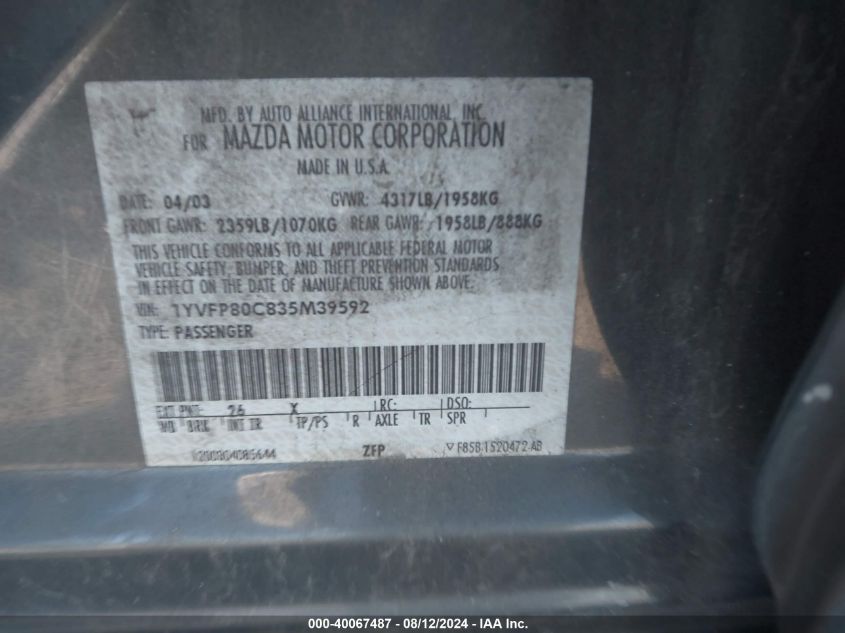 MFD. BY AUTO ALLIANCE INTERNATIONAL, INC.
FOR MAZDA MOTOR CORPORATION
MADE IN U.S.A.
DATE: 04/03 GVWR: 4317LB/1958KG
FRONT GAWR: 2359LB/1070KG REAR GAWR: 1958LB/888KG
THIS VEHICLE CONFORMS TO ALL APPLICABLE FEDERAL MOTOR
VEHICLE SAFETY, BUMPER, AND THEFT PREVENTION STANDARDS
IN EFFECT ON THE DATE OF MANUFACTURE SHOWN ABOVE.
VIN: 1YVFP80C835M39592
TYPE: PASSENGER
EXT PNT: 26 X RC: DSO:
WB BRK INT TR TP/PS R AXLE TR SPR
ZFP F85B 1520472 AB
000-40067487 - 08/12/2024 - IAA Inc.